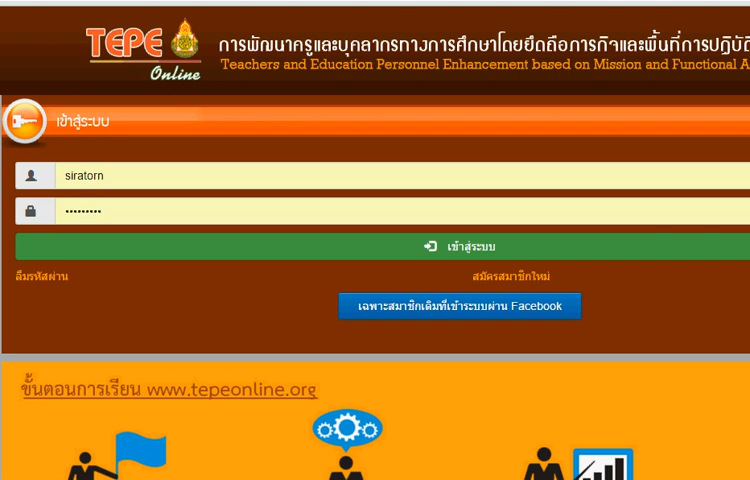 TEPE
Online
การพัฒนาครูและบุคลากรทางการศึกษาโดยยึดถือภารกิจและพื้นที่การปฏิบัติ
Teachers and Education Personnel Enhancement based on Mission and Functional A
เข้าสู่ระบบ
siratorn
•••••••••
เข้าสู่ระบบ
ลืมรหัสผ่าน
สมัครสมาชิกใหม่
เฉพาะสมาชิกเดิมที่เข้าระบบผ่าน Facebook
ขั้นตอนการเรียน www.tepeonline.org